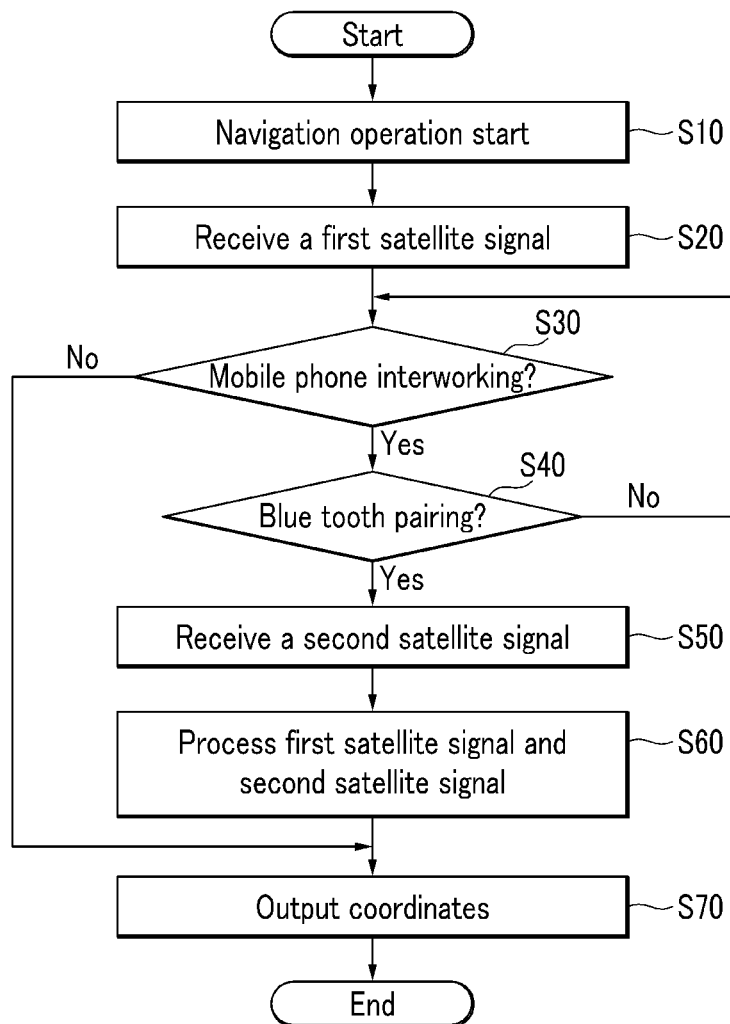 Start
Navigation operation start
S10
Receive a first satellite signal
S20
S30
No
Mobile phone interworking?
Yes
S40
No
Blue tooth pairing?
Yes
Receive a second satellite signal
S50
Process first satellite signal and
second satellite signal
S60
Output coordinates
S70
End